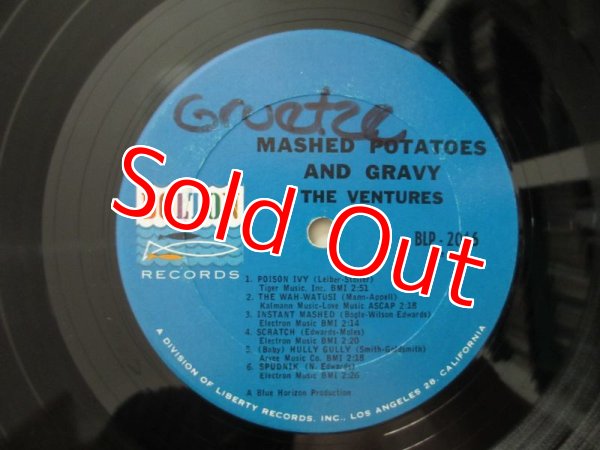 Gruetze
MASHED POTATOES
AND GRAVY
THE VENTURES
Sold Out
DOLTON
RECORDS
BLP - 2016
1. POISON IVY (Leiber-Stoller)
Tiger Music, Inc. BMI 2:51
2. THE WAH-WATUSI (Mann-Appell)
Kalmann Music-Lowe Music ASCAP 2:18
3. INSTANT MASHED (Bogle-Wilson-Edwards)
Electron Music BMI 2:14
4. SCRATCH (Edwards-Moles)
Electron Music BMI 2:20
5. (Baby) HULLY GULLY (Smith-Goldsmith)
Arvee Music Co. BMI 2:18
6. SPUDNIK (N. Edwards)
Electron Music BMI 2:26
A Blue Horizon Production
A DIVISION OF LIBERTY RECORDS, INC., LOS ANGELES 28, CALIFORNIA